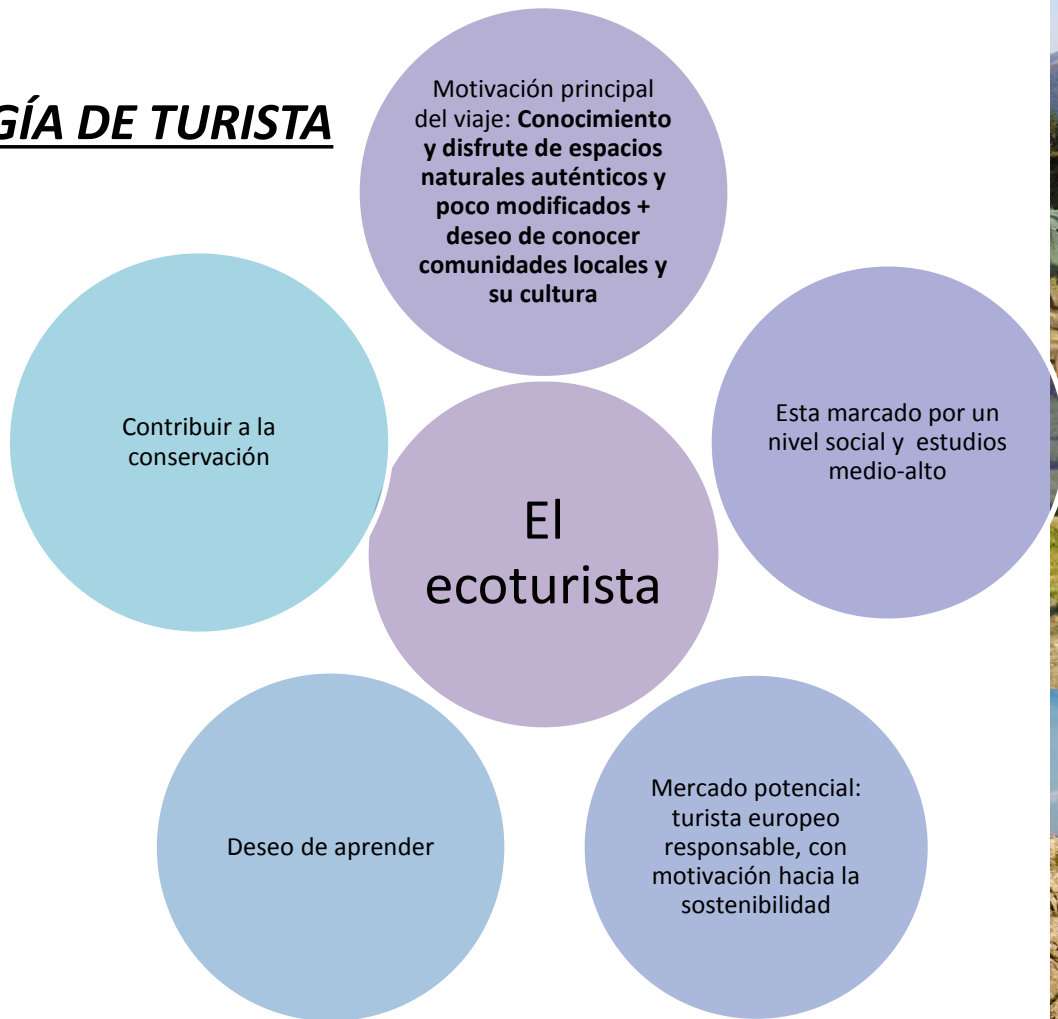 GÍA DE TURISTA
Motivación principal
del viaje: Conocimiento
y disfrute de espacios
naturales auténticos y
poco modificados +
deseo de conocer
comunidades locales y
su cultura
Contribuir a la
conservación
Esta marcado por un
nivel social y  estudios
medio-alto
El
ecoturista
Deseo de aprender
Mercado potencial:
turista europeo
responsable, con
motivación hacia la
sostenibilidad